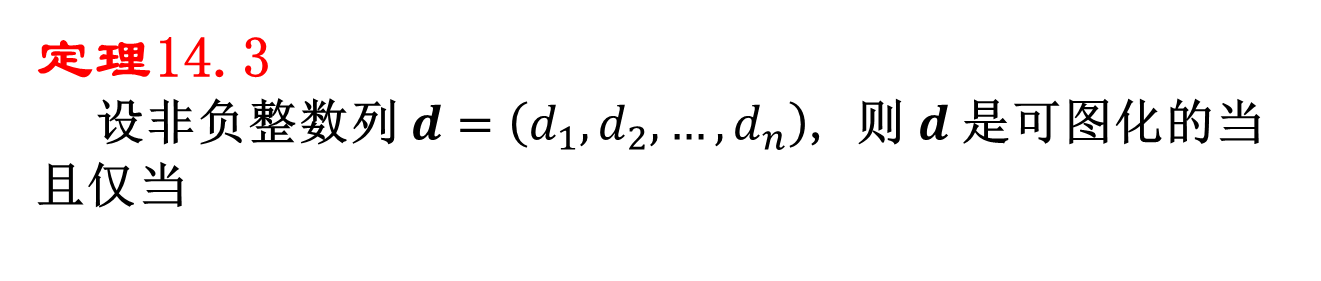 定理14.3
设非负整数列 d = (d₁, d₂, … , dₙ)，则 d 是可图化的当
且仅当